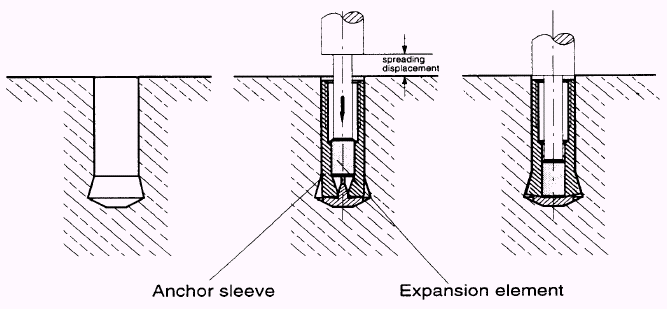 spreading
displacement
Anchor sleeve
Expansion element